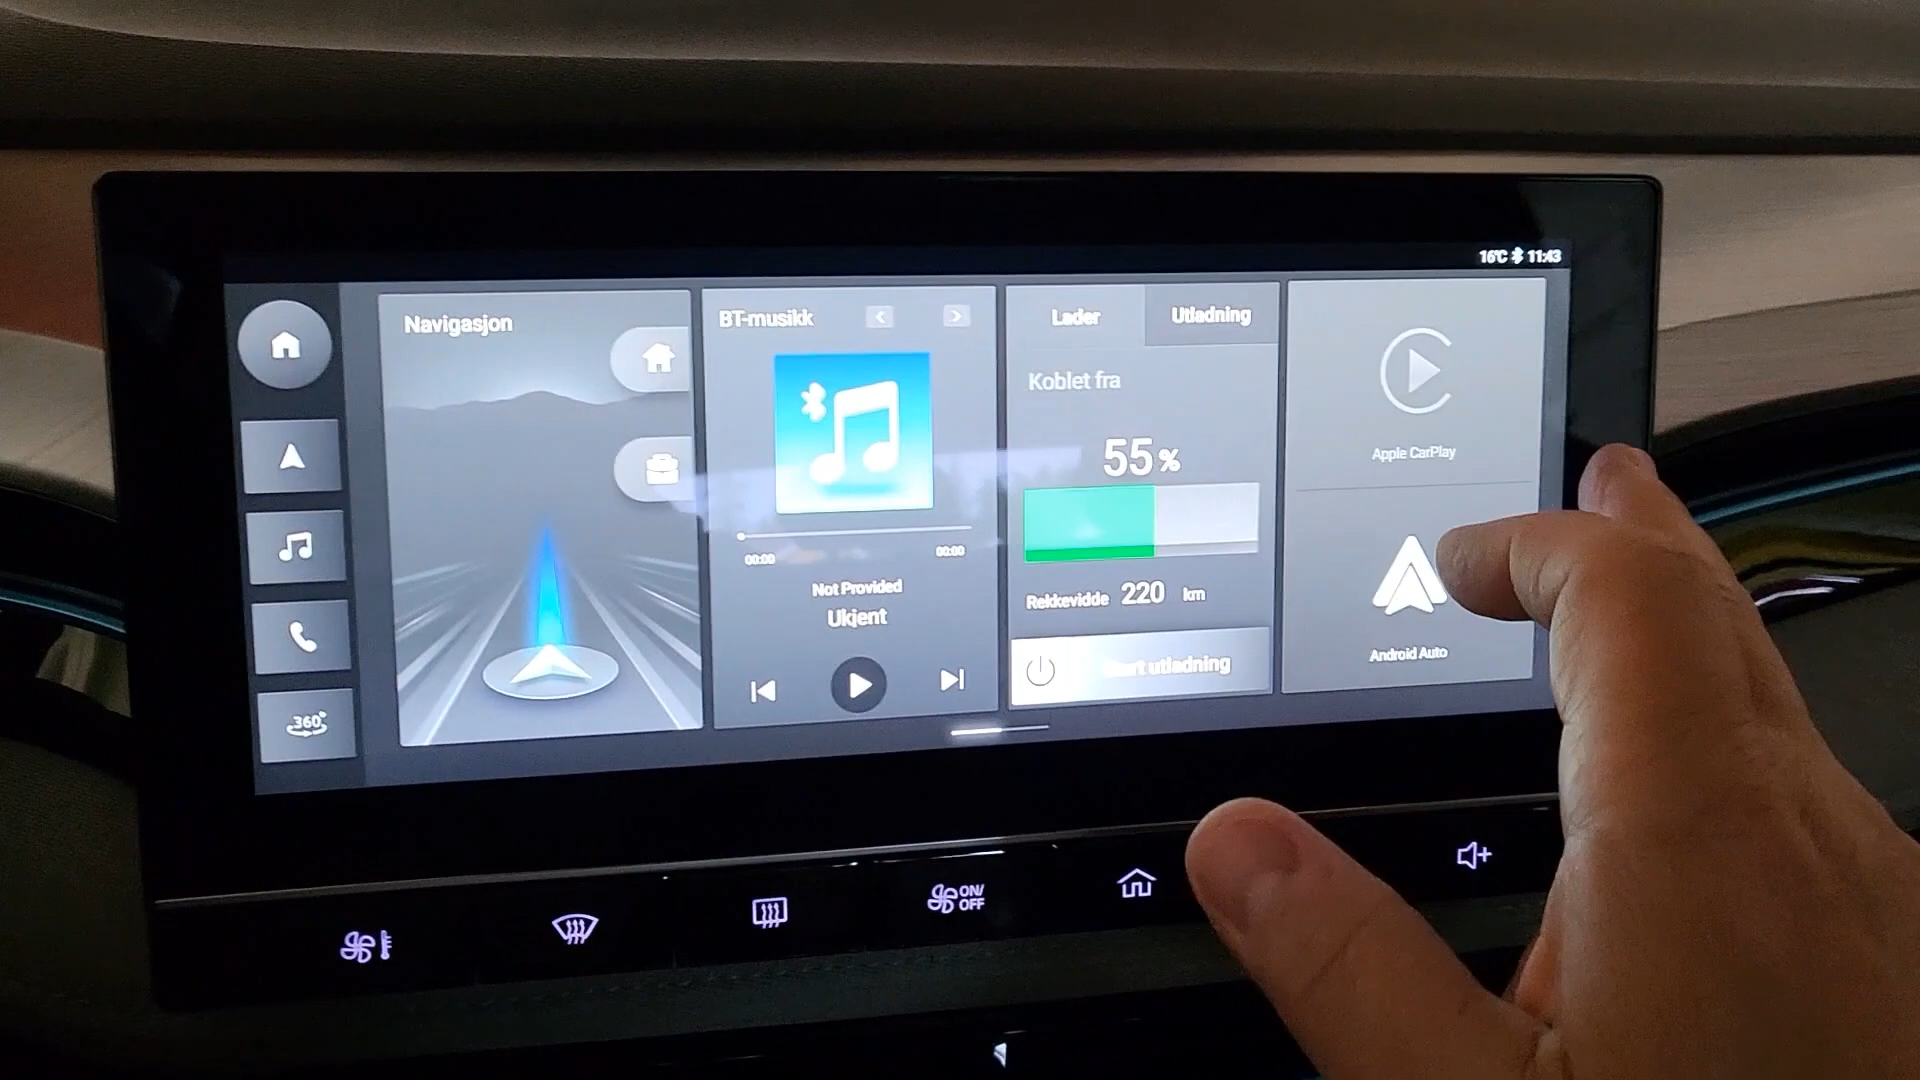 16℃ 11:43
Navigasjon
BT-musikk
00:00
00:00
Not Provided
Ukjent
Lader
Utladning
Koblet fra
55%
Rekkevidde 220 km
utladning
Apple CarPlay
Android Auto
360°
ON/
OFF